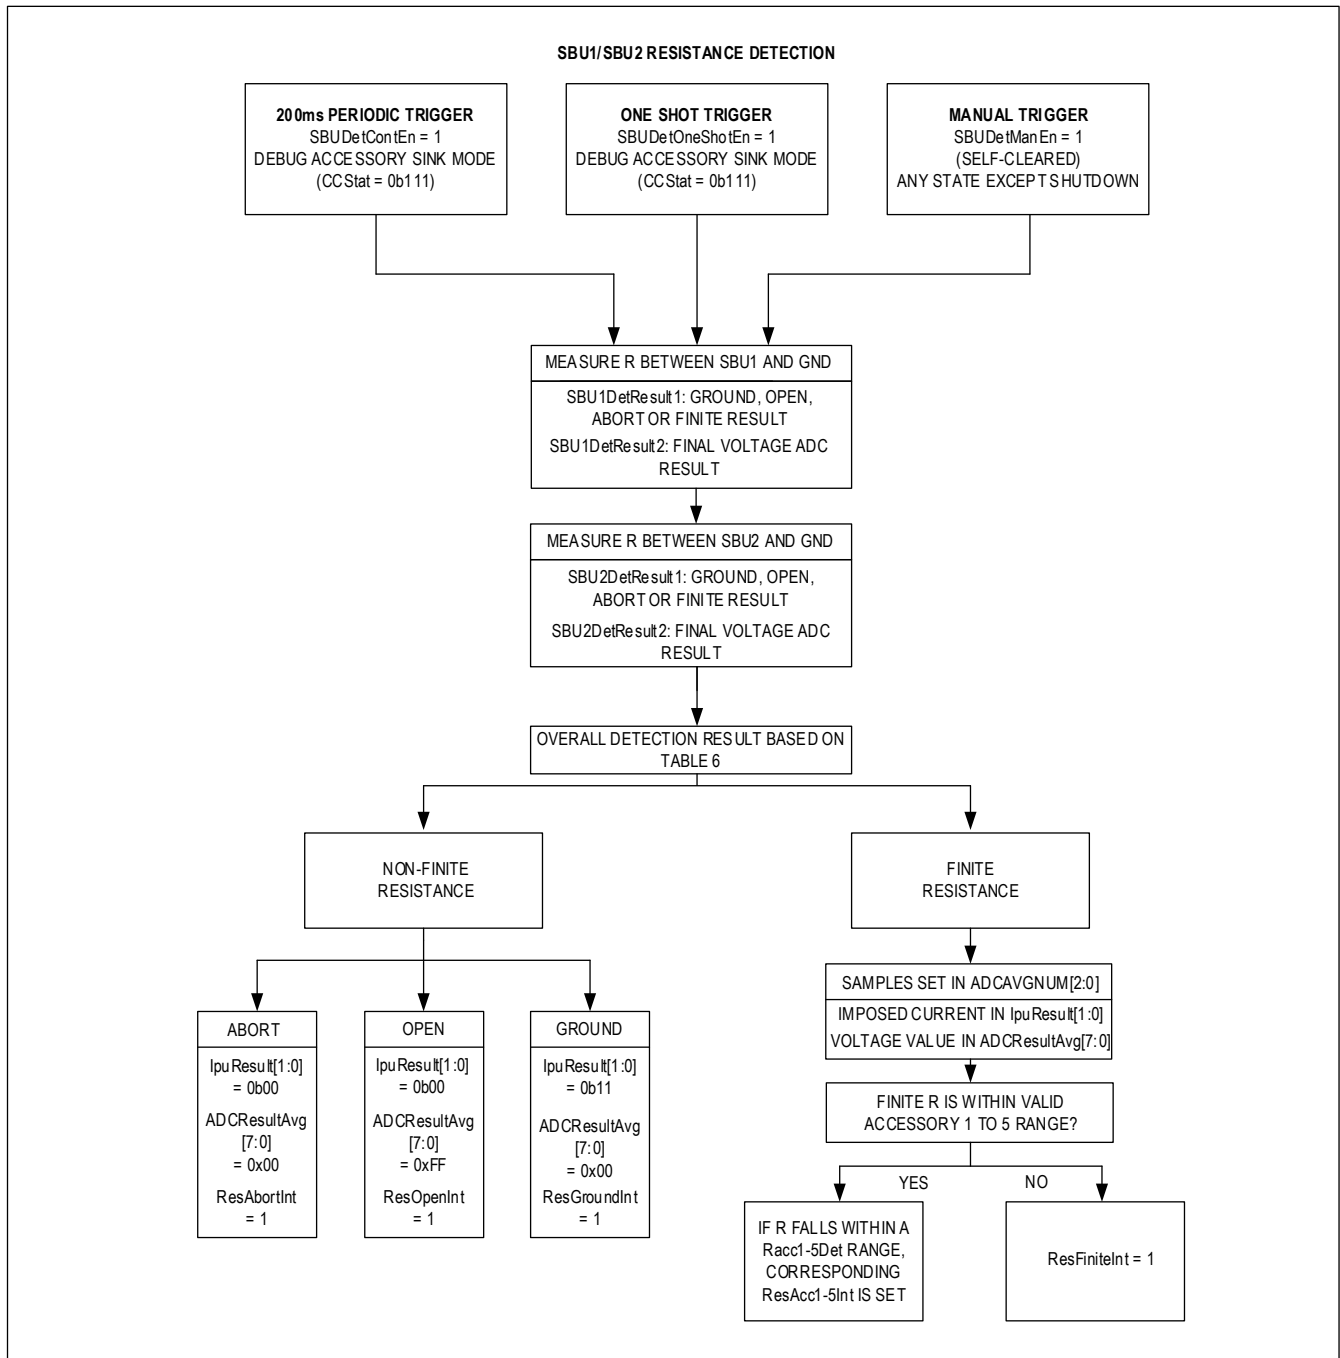 SBU1/SBU2 RESISTANCE DETECTION
200ms PERIODIC TRIGGER
SBUDetContEn = 1
DEBUG ACCESSORY SINK MODE
(CCStat = 0b111)
ONE SHOT TRIGGER
SBUDetOneShotEn = 1
DEBUG ACCESSORY SINK MODE
(CCStat = 0b111)
MANUAL TRIGGER
SBUDetManEn = 1
(SELF-CLEARED)
ANY STATE EXCEPT SHUTDOWN
MEASURE R BETWEEN SBU1 AND GND
SBU1DetResult1: GROUND, OPEN,
ABORT OR FINITE RESULT
SBU1DetResult2: FINAL VOLTAGE ADC
RESULT
MEASURE R BETWEEN SBU2 AND GND
SBU2DetResult1: GROUND, OPEN,
ABORT OR FINITE RESULT
SBU2DetResult2: FINAL VOLTAGE ADC
RESULT
OVERALL DETECTION RESULT BASED ON
TABLE 6
NON-FINITE
RESISTANCE
FINITE
RESISTANCE
ABORT
IpuResult[1:0]
= 0b00
ADCResultAvg
[7:0]
= 0x00
ResAbortInt
= 1
OPEN
IpuResult[1:0]
= 0b00
ADCResultAvg
[7:0]
= 0xFF
ResOpenInt
= 1
GROUND
IpuResult[1:0]
= 0b11
ADCResultAvg
[7:0]
= 0x00
ResGroundInt
= 1
SAMPLES SET IN ADCAVGNUM[2:0]
IMPOSED CURRENT IN IpuResult[1:0]
VOLTAGE VALUE IN ADCResultAvg[7:0]
FINITE R IS WITHIN VALID
ACCESSORY 1 TO 5 RANGE?
YES
NO
IF R FALLS WITHIN A
Racc1-5Det RANGE,
CORRESPONDING
ResAcc1-5Int IS SET
ResFiniteInt = 1